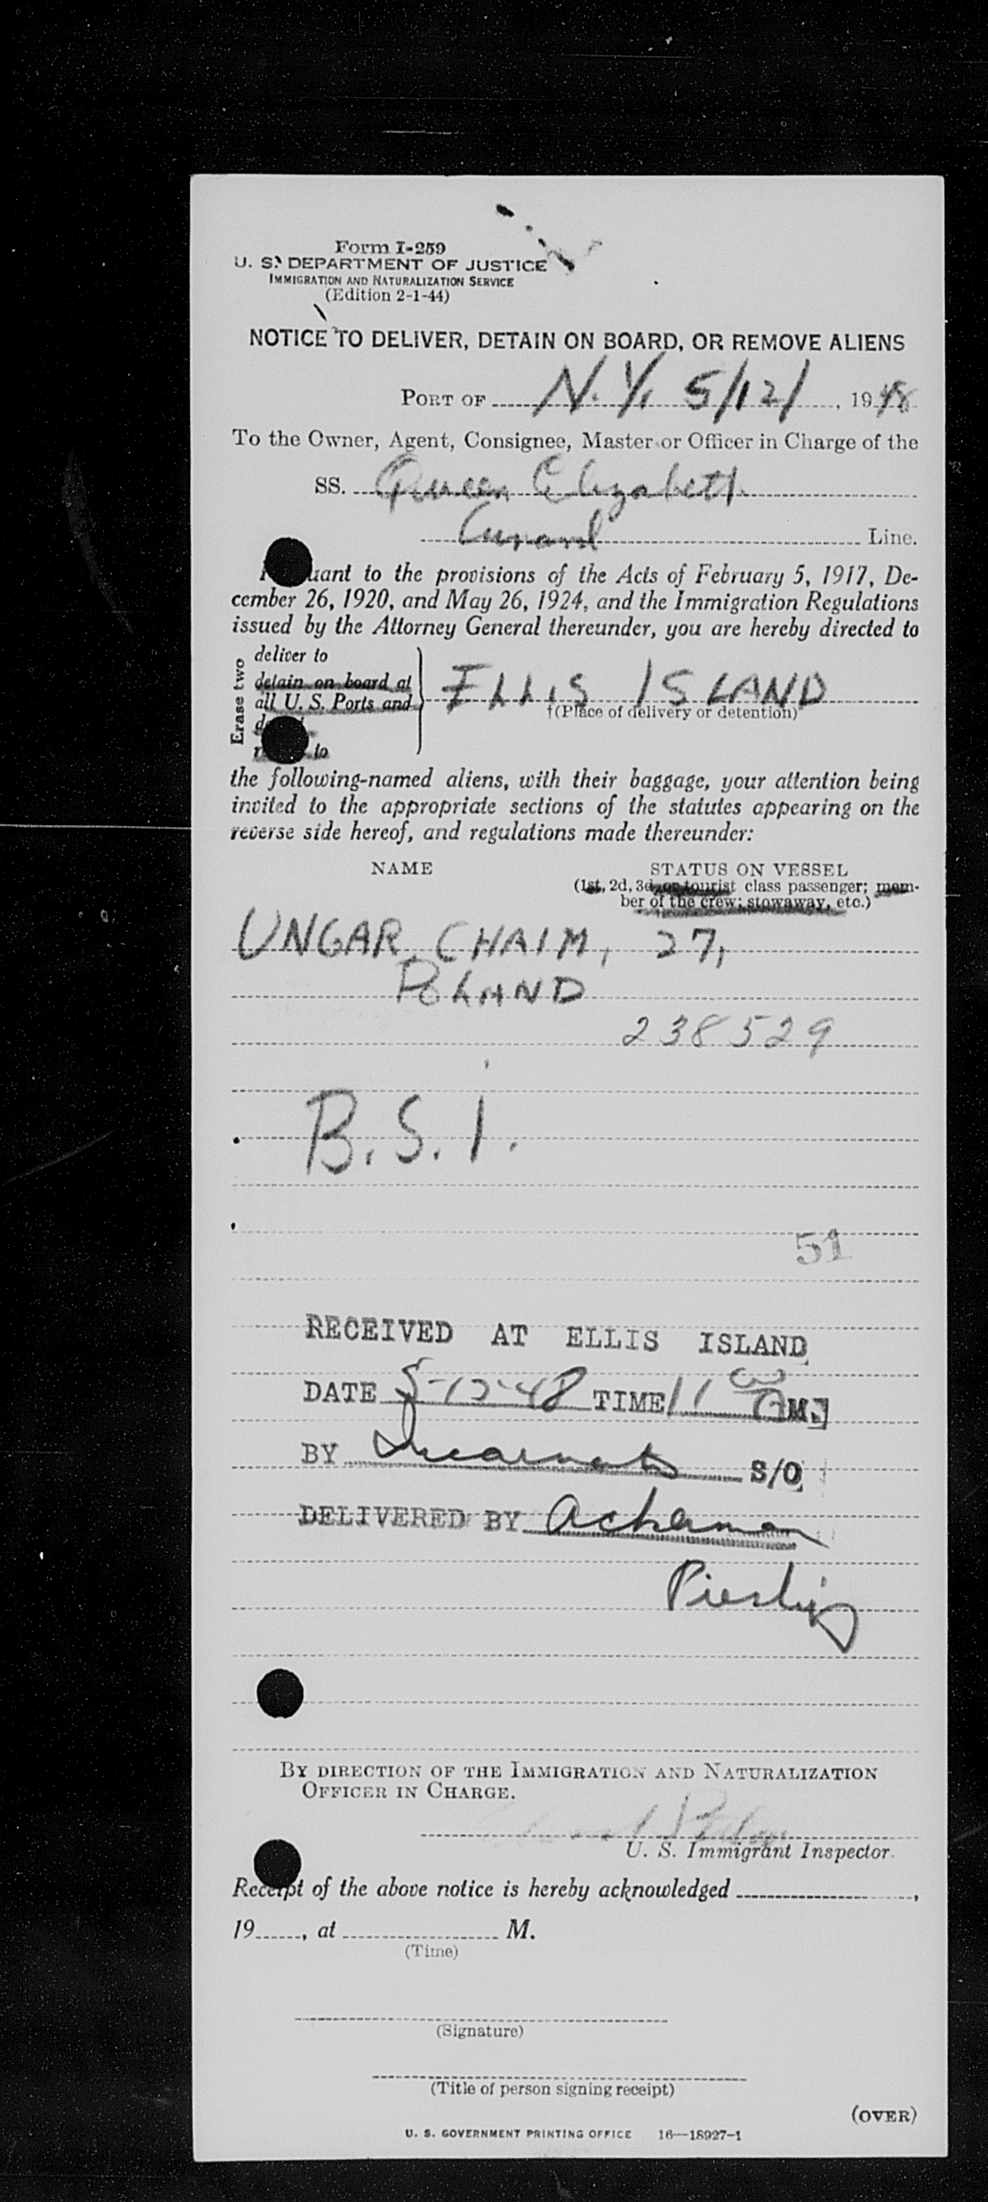 Form I-259
U. S. DEPARTMENT OF JUSTICE
IMMIGRATION AND NATURALIZATION SERVICE
(Edition 2-1-44)
NOTICE TO DELIVER, DETAIN ON BOARD, OR REMOVE ALIENS
PORT OF N.Y. 5/12/, 1948
To the Owner, Agent, Consignee, Master or Officer in Charge of the
SS. Queen Elizabeth
Cunard Line.
uant to the provisions of the Acts of February 5, 1917, De-
cember 26, 1920, and May 26, 1924, and the Immigration Regulations
issued by the Attorney General thereunder, you are hereby directed to
Erase two
deliver to
detain on board at
all U. S. Ports and
to
ELLIS ISLAND
†(Place of delivery or detention)
the following-named aliens, with their baggage, your attention being
invited to the appropriate sections of the statutes appearing on the
reverse side hereof, and regulations made thereunder:
NAME STATUS ON VESSEL
(1st, 2d, 3d, or tourist class passenger; mem-
ber of the crew; stowaway, etc.)
UNGAR, CHAIM, 27,
POLAND
238529
B.S.I.
51
RECEIVED AT ELLIS ISLAND
DATE 5-12-48 TIME 11 M.
BY S/O
DELIVERED BY Ackerman
BY DIRECTION OF THE IMMIGRATION AND NATURALIZATION
OFFICER IN CHARGE.
U. S. Immigrant Inspector.
Receipt of the above notice is hereby acknowledged ,
19 , at M.
(Time)
(Signature)
(Title of person signing receipt)
(OVER)
U. S. GOVERNMENT PRINTING OFFICE 16—18927-1